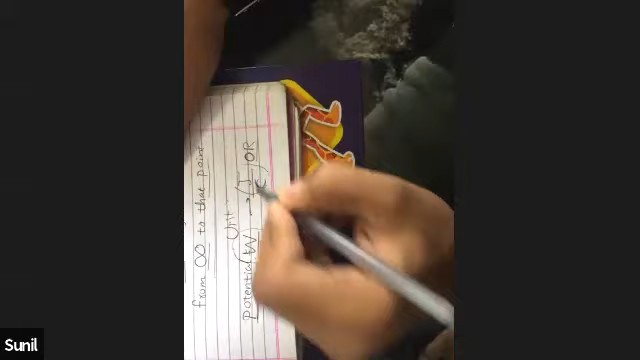 from ∞ to that point
Unit
potential (W → (J/C) OR
Sunil